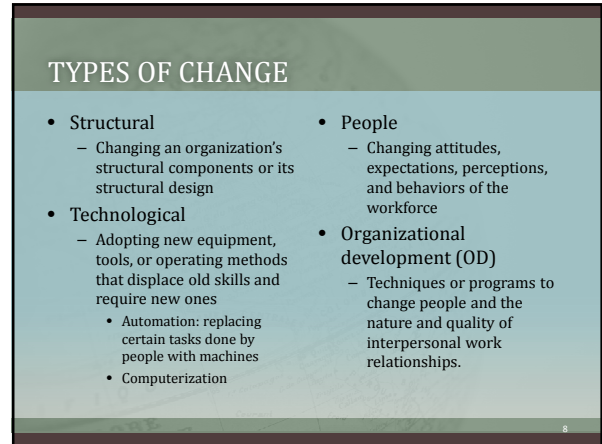 TYPES OF CHANGE
• Structural
– Changing an organization's
structural components or its
structural design
• Technological
– Adopting new equipment,
tools, or operating methods
that displace old skills and
require new ones
• Automation: replacing
certain tasks done by
people with machines
• Computerization
• People
– Changing attitudes,
expectations, perceptions,
and behaviors of the
workforce
• Organizational
development (OD)
– Techniques or programs to
change people and the
nature and quality of
interpersonal work
relationships.
8